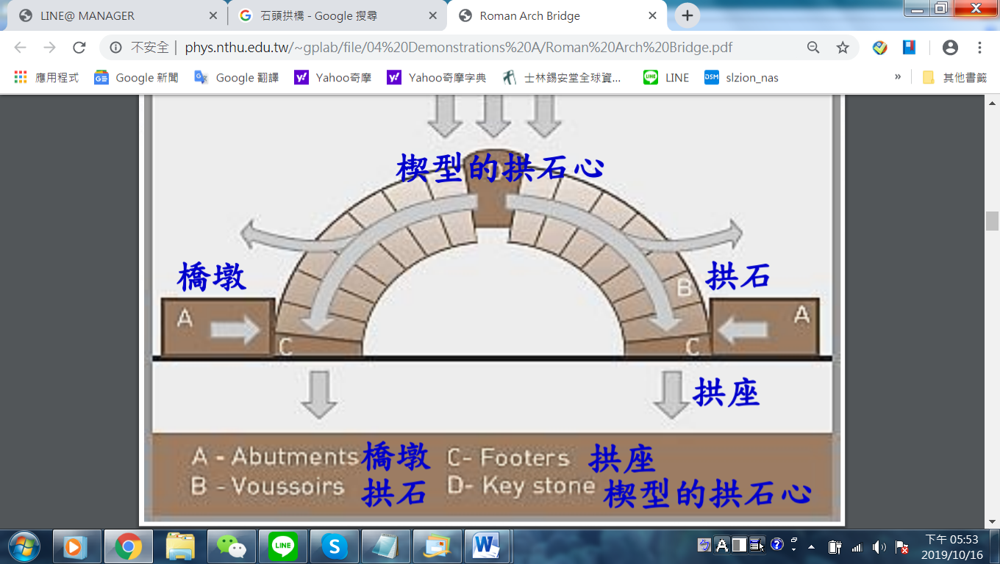 LINE@ MANAGER
石頭拱橋 - Google 搜尋
Roman Arch Bridge
不安全 | phys.nthu.edu.tw/~gplab/file/04%20Demonstrations%20A/Roman%20Arch%20Bridge.pdf
應用程式 Google 新聞 Google 翻譯 Yahoo奇摩 Yahoo奇摩字典 士林錫安堂全球資... LINE DSM slzion_nas » 其他書籤
D
楔型的拱石心
橋墩 B 拱石
A A
C C
拱座
A - Abutments 橋墩 C- Footers 拱座
B - Voussoirs 拱石 D- Key stone 楔型的拱石心
LINE S W A
下午 05:53
2019/10/16